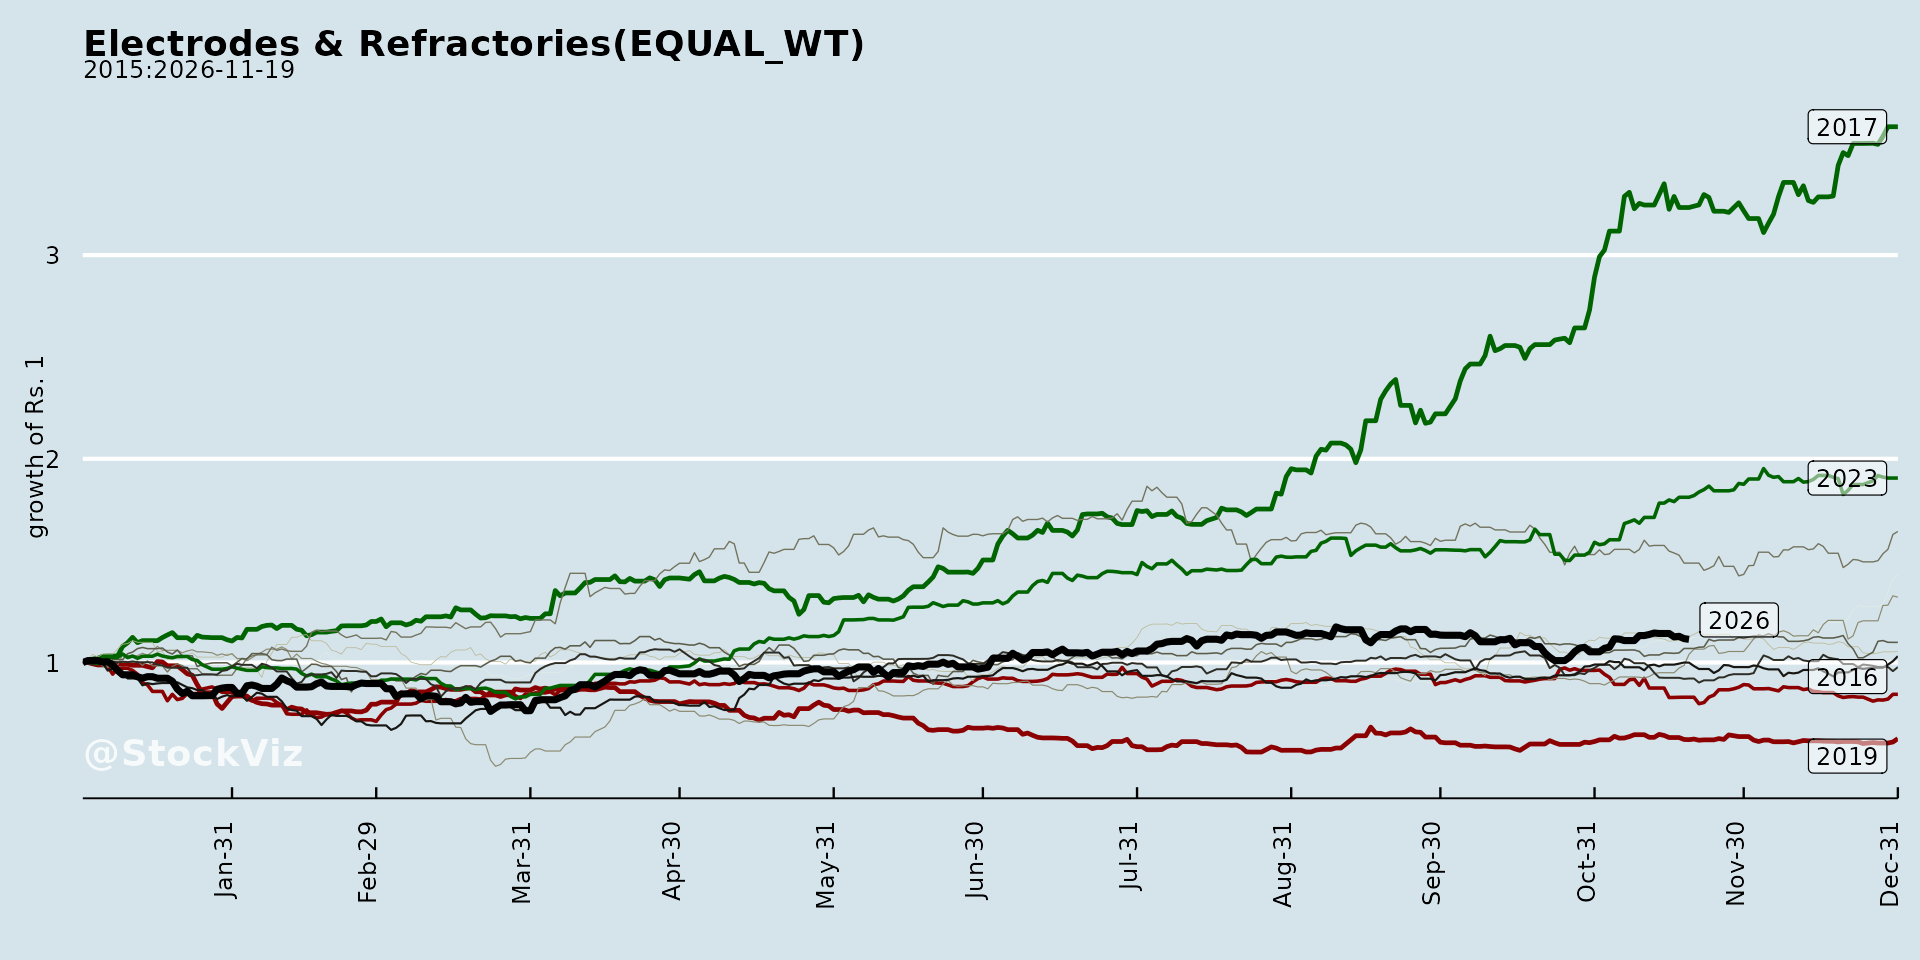 Electrodes & Refractories(EQUAL_WT)
2015:2026-11-19
growth of Rs. 1
3
2
1
2017
2023
2026
2016
2019
@StockViz
Jan-31
Feb-29
Mar-31
Apr-30
May-31
Jun-30
Jul-31
Aug-31
Sep-30
Oct-31
Nov-30
Dec-31